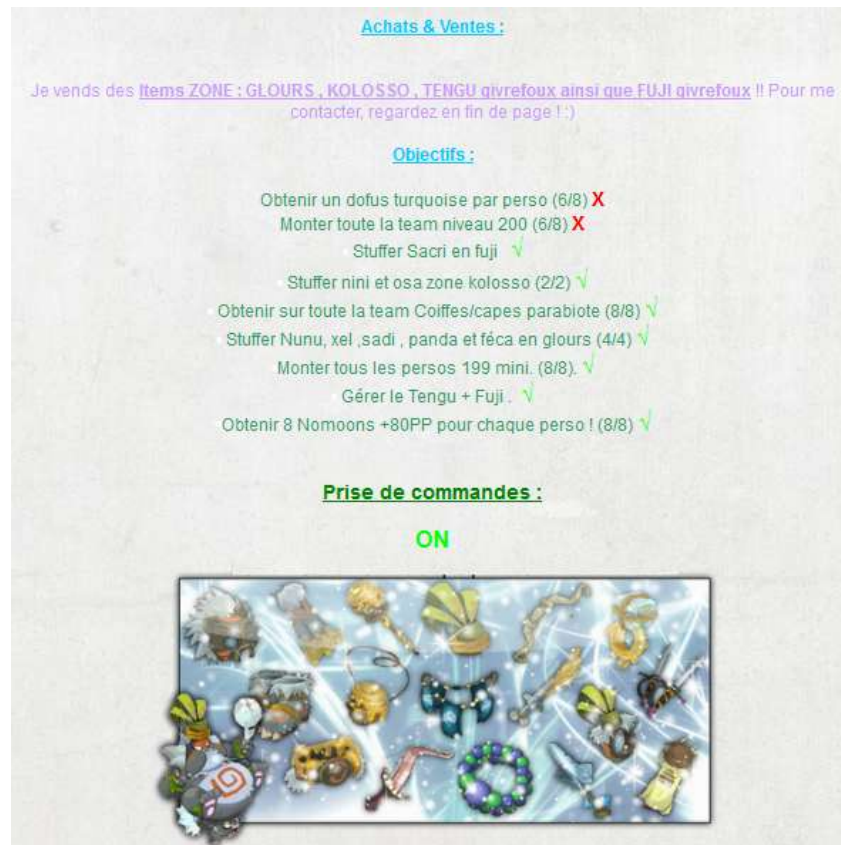 Achats & Ventes :
Je vends des Items ZONE : GLOURS , KOLOSSO , TENGU givrefoux ainsi que FUJI givrefoux !! Pour me
contacter, regardez en fin de page ! :)
Objectifs :
Obtenir un dofus turquoise par perso (6/8) X
Monter toute la team niveau 200 (6/8) X
Stuffer Sacri en fuji √
Stuffer nini et osa zone kolosso (2/2) √
Obtenir sur toute la team Coiffes/capes parabiote (8/8) √
Stuffer Nunu, xel ,sadi , panda et féca en glours (4/4) √
Monter tous les persos 199 mini. (8/8). √
Gérer le Tengu + Fuji . √
Obtenir 8 Nomoons +80PP pour chaque perso ! (8/8) √
Prise de commandes :
ON